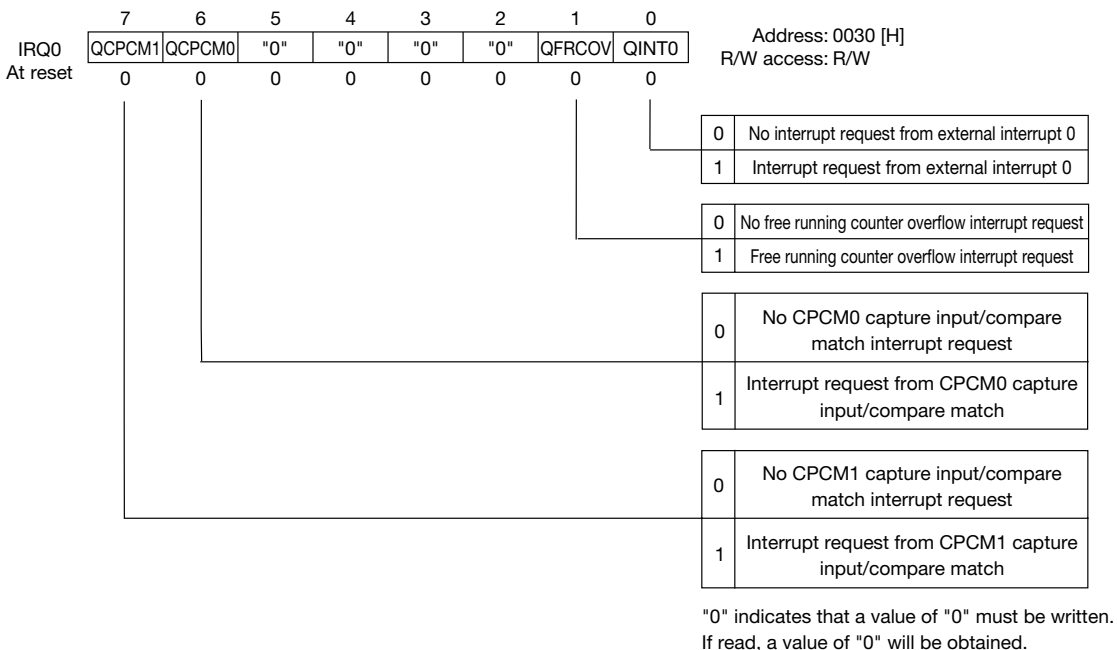 7 6 5 4 3 2 1 0
IRQ0 QCPCM1 QCPCM0 "0" "0" "0" "0" QFRCOV QINT0
At reset 0 0 0 0 0 0 0 0
Address: 0030 [H]
R/W access: R/W
0 No interrupt request from external interrupt 0
1 Interrupt request from external interrupt 0
0 No free running counter overflow interrupt request
1 Free running counter overflow interrupt request
0 No CPCM0 capture input/compare
match interrupt request
1 Interrupt request from CPCM0 capture
input/compare match
0 No CPCM1 capture input/compare
match interrupt request
1 Interrupt request from CPCM1 capture
input/compare match
"0" indicates that a value of "0" must be written.
If read, a value of "0" will be obtained.